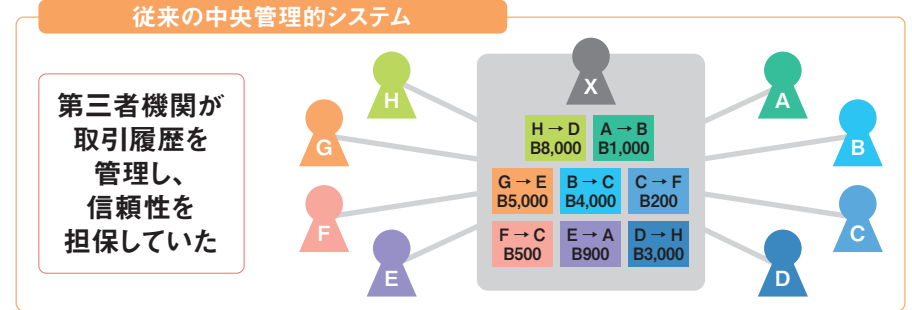 従来の中央管理的システム
第三者機関が
取引履歴を
管理し、
信頼性を
担保していた
H
G
F
E
X
H → D
B8,000
A → B
B1,000
G → E
B5,000
B → C
B4,000
C → F
B200
F → C
B500
E → A
B900
D → H
B3,000
A
B
C
D